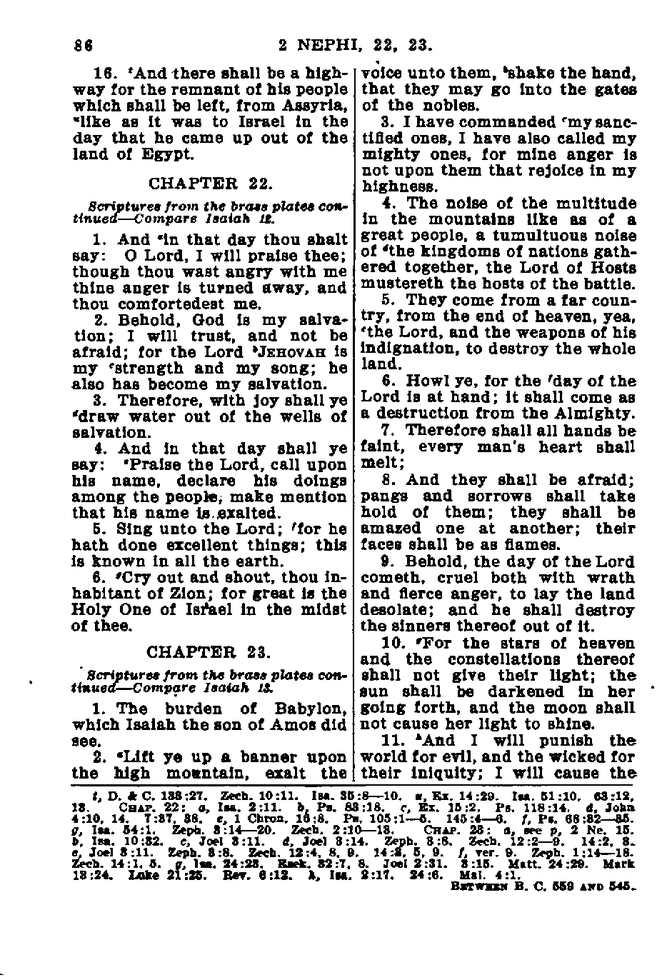 86
2 NEPHI, 22, 23.
16. ᵗAnd there shall be a high-
way for the remnant of his people
which shall be left, from Assyria,
ᵘlike as it was to Israel in the
day that he came up out of the
land of Egypt.
CHAPTER 22.
Scriptures from the brass plates con-
tinued—Compare Isaiah 12.
1. And ᵃin that day thou shalt
say: O Lord, I will praise thee;
though thou wast angry with me
thine anger is turned away, and
thou comfortedest me.
2. Behold, God is my salva-
tion; I will trust, and not be
afraid; for the Lord ᵇJEHOVAH is
my ᶜstrength and my song; he
also has become my salvation.
3. Therefore, with joy shall ye
ᵈdraw water out of the wells of
salvation.
4. And in that day shall ye
say: ᵉPraise the Lord, call upon
his name, declare his doings
among the people, make mention
that his name is exalted.
5. Sing unto the Lord; ᶠfor he
hath done excellent things; this
is known in all the earth.
6. ᵍCry out and shout, thou in-
habitant of Zion; for great is the
Holy One of Israel in the midst
of thee.
CHAPTER 23.
Scriptures from the brass plates con-
tinued—Compare Isaiah 13.
1. The burden of Babylon,
which Isaiah the son of Amos did
see.
2. ᵃLift ye up a banner upon
the high mountain, exalt the
voice unto them, ᵇshake the hand,
that they may go into the gates
of the nobles.
3. I have commanded ᶜmy sanc-
tified ones, I have also called my
mighty ones, for mine anger is
not upon them that rejoice in my
highness.
4. The noise of the multitude
in the mountains like as of a
great people, a tumultuous noise
of ᵈthe kingdoms of nations gath-
ered together, the Lord of Hosts
mustereth the hosts of the battle.
5. They come from a far coun-
try, from the end of heaven, yea,
ᵉthe Lord, and the weapons of his
indignation, to destroy the whole
land.
6. Howl ye, for the ᶠday of the
Lord is at hand; it shall come as
a destruction from the Almighty.
7. Therefore shall all hands be
faint, every man's heart shall
melt;
8. And they shall be afraid;
pangs and sorrows shall take
hold of them; they shall be
amazed one at another; their
faces shall be as flames.
9. Behold, the day of the Lord
cometh, cruel both with wrath
and fierce anger, to lay the land
desolate; and he shall destroy
the sinners thereof out of it.
10. ᵍFor the stars of heaven
and the constellations thereof
shall not give their light; the
sun shall be darkened in her
going forth, and the moon shall
not cause her light to shine.
11. ʰAnd I will punish the
world for evil, and the wicked for
their iniquity; I will cause the
t, D. & C. 133:27. Zech. 10:11. Isa. 35:8—10. u, Ex. 14:29. Isa. 51:10. 63:12,
13. CHAP. 22: a, Isa. 2:11. b, Ps. 83:18. c, Ex. 15:2. Ps. 118:14. d, John
4:10, 14. 7:37, 38. e, 1 Chron. 16:8. Ps. 105:1—5. 145:4—6. f, Ps. 68:32—35.
g, Isa. 54:1. Zeph. 3:14—20. Zech. 2:10—13. CHAP. 23: a, see p, 2 Ne. 15.
b, Isa. 10:32. c, Joel 3:11. d, Joel 3:14. Zeph. 3:8. Zech. 12:2—9. 14:2, 3.
e, Joel 3:11. Zeph. 3:8. Zech. 12:4, 8, 9. 14:3, 5, 9. f, ver. 9. Zeph. 1:14—18.
Zech. 14:1, 5. g, Isa. 24:23. Ezek. 32:7, 8. Joel 2:31. 3:15. Matt. 24:29. Mark
13:24. Luke 21:25. Rev. 6:12. h, Isa. 2:17. 24:6. Mal. 4:1.
BETWEEN B. C. 559 AND 545.